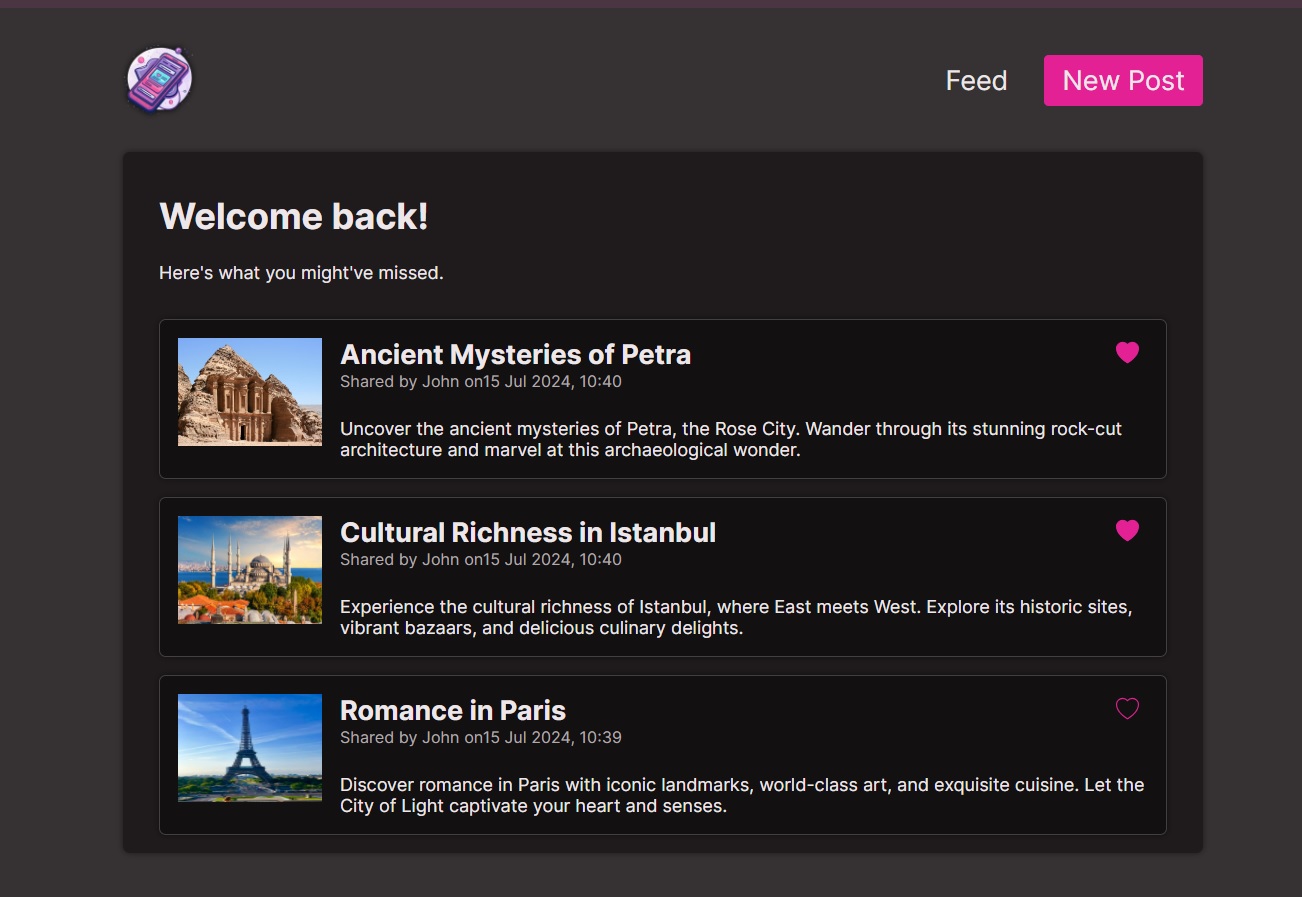 Feed
New Post
Welcome back!
Here's what you might've missed.
Ancient Mysteries of Petra
Shared by John on15 Jul 2024, 10:40
Uncover the ancient mysteries of Petra, the Rose City. Wander through its stunning rock-cut
architecture and marvel at this archaeological wonder.
Cultural Richness in Istanbul
Shared by John on15 Jul 2024, 10:40
Experience the cultural richness of Istanbul, where East meets West. Explore its historic sites,
vibrant bazaars, and delicious culinary delights.
Romance in Paris
Shared by John on15 Jul 2024, 10:39
Discover romance in Paris with iconic landmarks, world-class art, and exquisite cuisine. Let the
City of Light captivate your heart and senses.